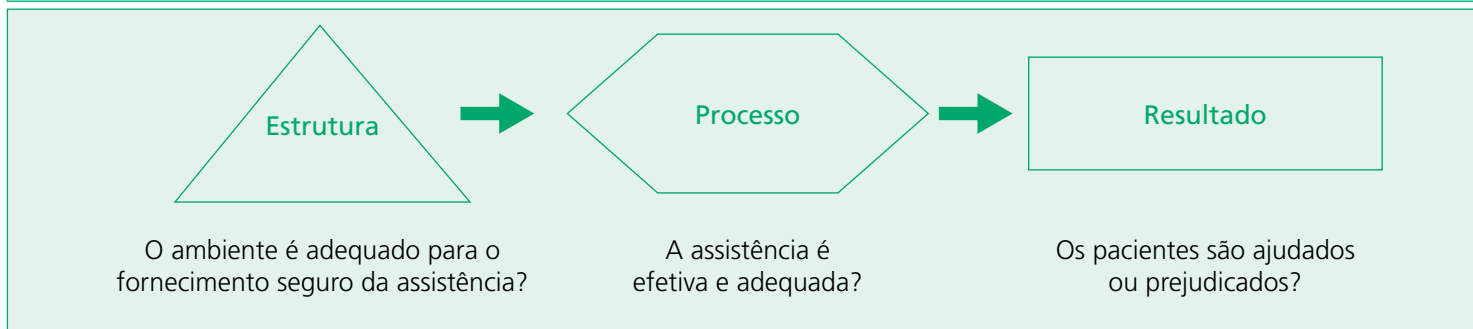 Estrutura
Processo
Resultado
O ambiente é adequado para o
fornecimento seguro da assistência?
A assistência é
efetiva e adequada?
Os pacientes são ajudados
ou prejudicados?